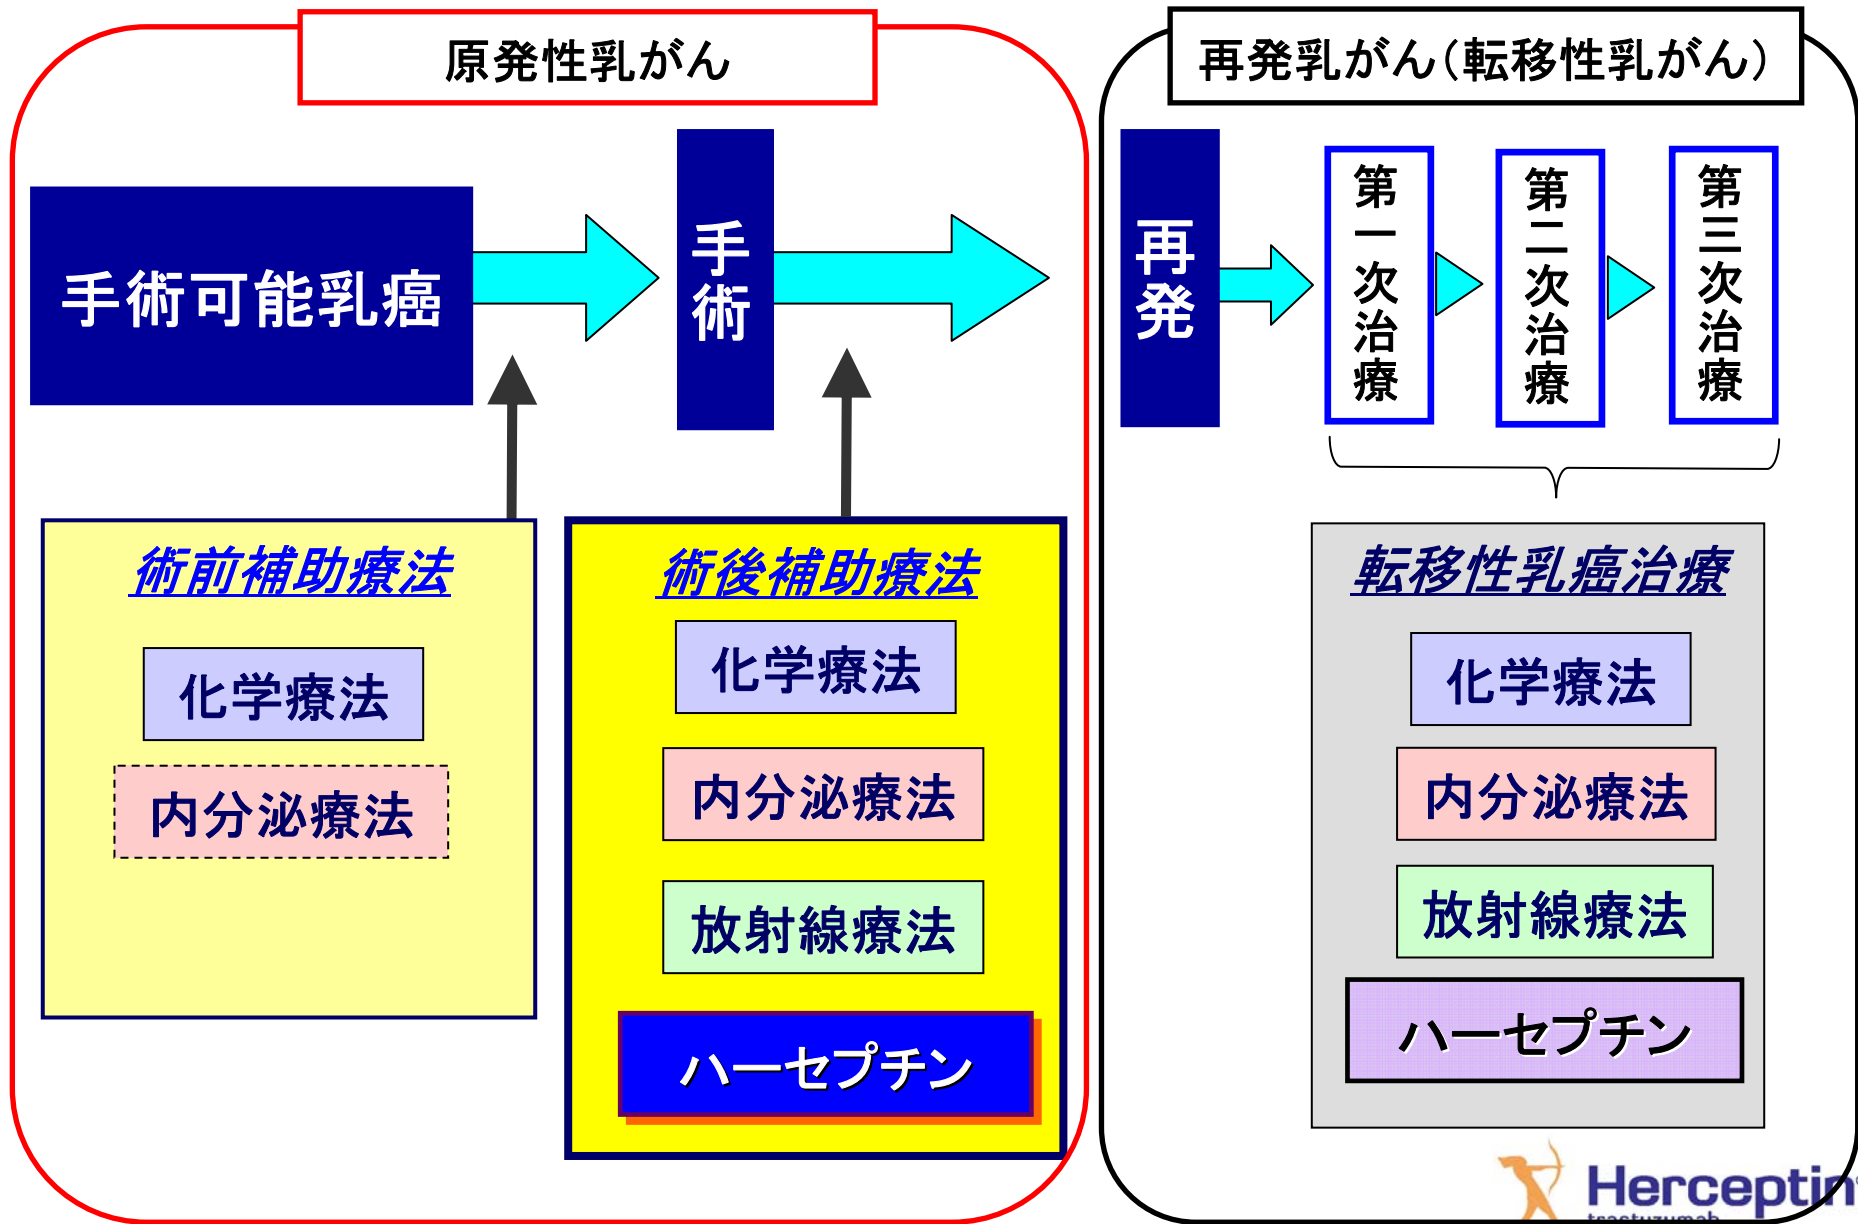 原発性乳がん
手術可能乳癌
手術
術前補助療法
化学療法
内分泌療法
術後補助療法
化学療法
内分泌療法
放射線療法
ハーセプチン
再発乳がん(転移性乳がん)
再発
第一次治療
第二次治療
第三次治療
転移性乳癌治療
化学療法
内分泌療法
放射線療法
ハーセプチン
Herceptin
trastuzumab